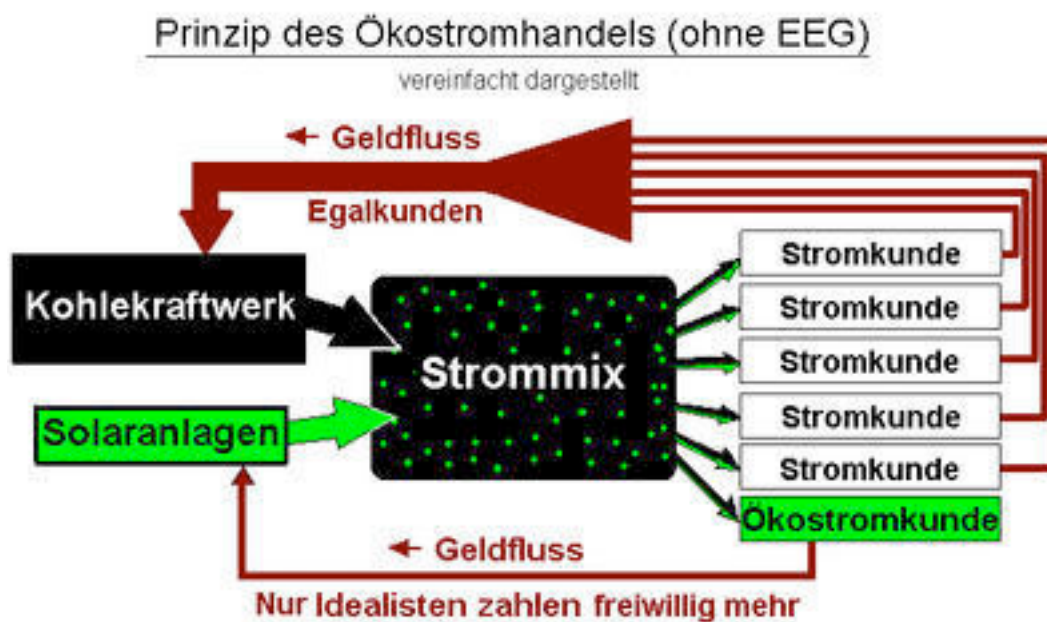 Prinzip des Ökostromhandels (ohne EEG)
vereinfacht dargestellt
← Geldfluss
Egalkunden
Kohlekraftwerk
Solaranlagen
Strommix
Stromkunde
Stromkunde
Stromkunde
Stromkunde
Stromkunde
Ökostromkunde
← Geldfluss
Nur Idealisten zahlen freiwillig mehr